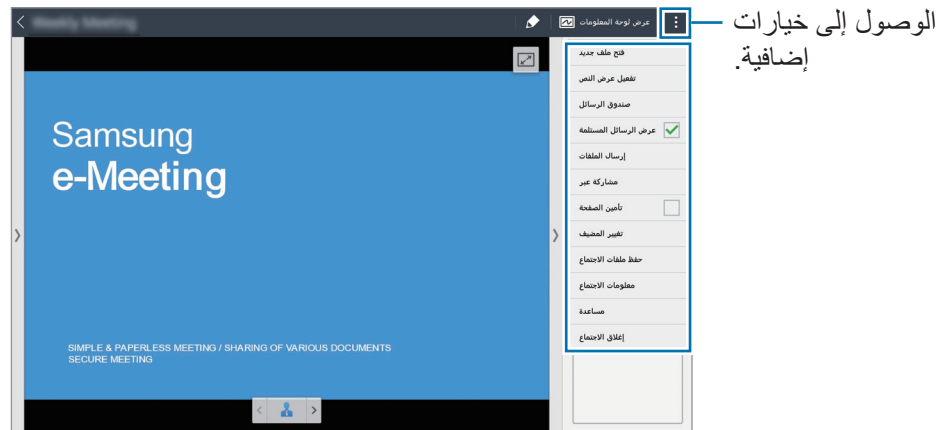 Weekly Meeting
عرض لوحة المعلومات
الوصول إلى خيارات
إضافية.
فتح ملف جديد
تفعيل عرض النص
صندوق الرسائل
عرض الرسائل المستلمة
إرسال الملفات
مشاركة عبر
تأمين الصفحة
تغيير المضيف
حفظ ملفات الاجتماع
معلومات الاجتماع
مساعدة
إغلاق الاجتماع
Samsung
e-Meeting
SIMPLE & PAPERLESS MEETING / SHARING OF VARIOUS DOCUMENTS
SECURE MEETING